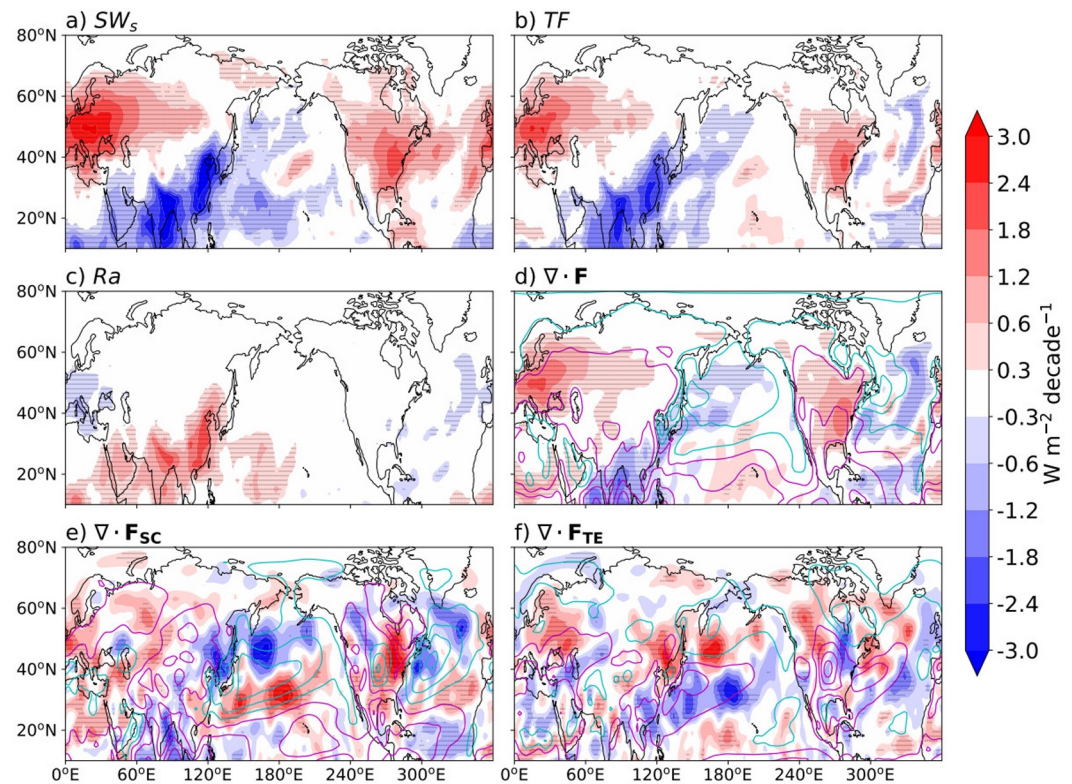 a) SWₛ
b) TF
80°N
60°N
40°N
20°N
c) Ra
d) ∇ · F
80°N
60°N
40°N
20°N
e) ∇ · F_SC
f) ∇ · F_TE
80°N
60°N
40°N
20°N
0°E 60°E 120°E 180°E 240°E 300°E
0°E 60°E 120°E 180°E 240°E 300°E
3.0
2.4
1.8
1.2
0.6
0.3
-0.3
-0.6
-1.2
-1.8
-2.4
-3.0
W m⁻² decade⁻¹